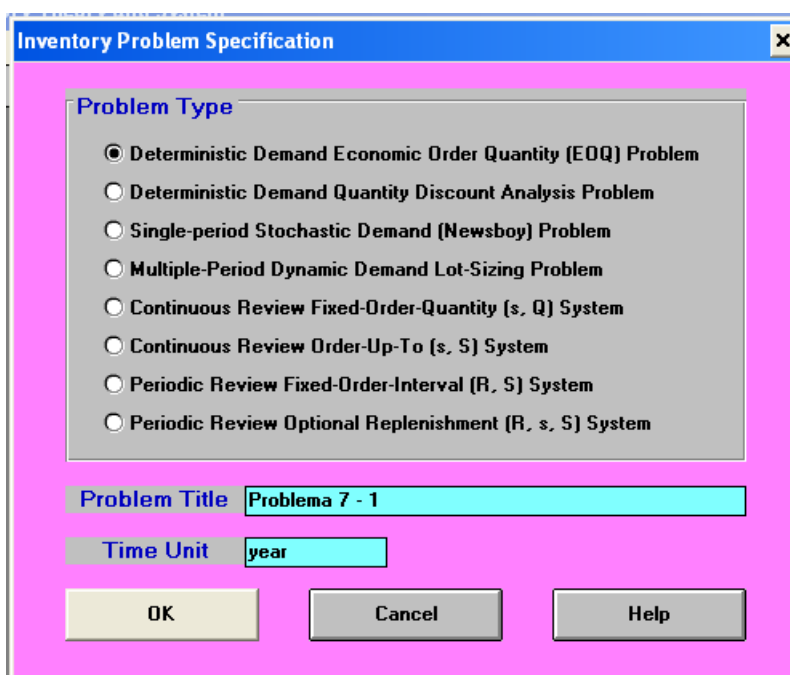 Inventory Problem Specification
Problem Type
Deterministic Demand Economic Order Quantity (EOQ) Problem
Deterministic Demand Quantity Discount Analysis Problem
Single-period Stochastic Demand (Newsboy) Problem
Multiple-Period Dynamic Demand Lot-Sizing Problem
Continuous Review Fixed-Order-Quantity (s, Q) System
Continuous Review Order-Up-To (s, S) System
Periodic Review Fixed-Order-Interval (R, S) System
Periodic Review Optional Replenishment (R, s, S) System
Problem Title Problema 7 - 1
Time Unit year
OK Cancel Help